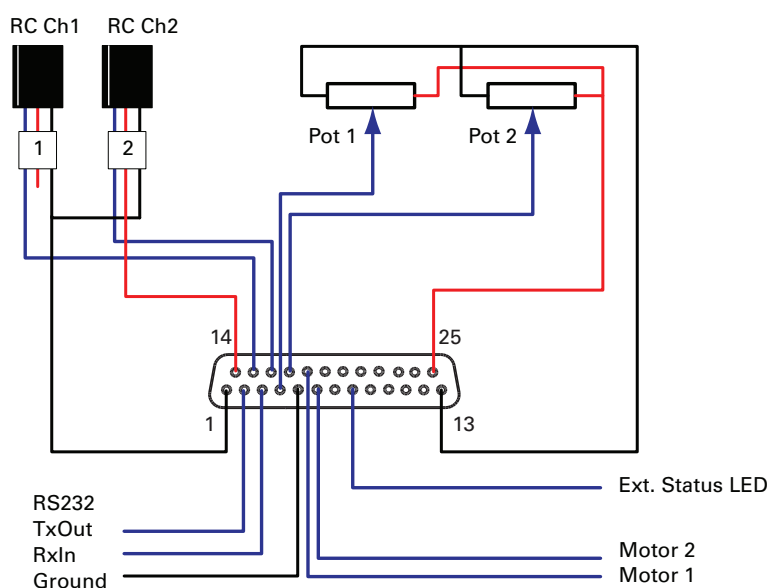 RC Ch1
RC Ch2
1
2
Pot 1
Pot 2
14
25
1
13
Ext. Status LED
RS232
TxOut
RxIn
Ground
Motor 2
Motor 1